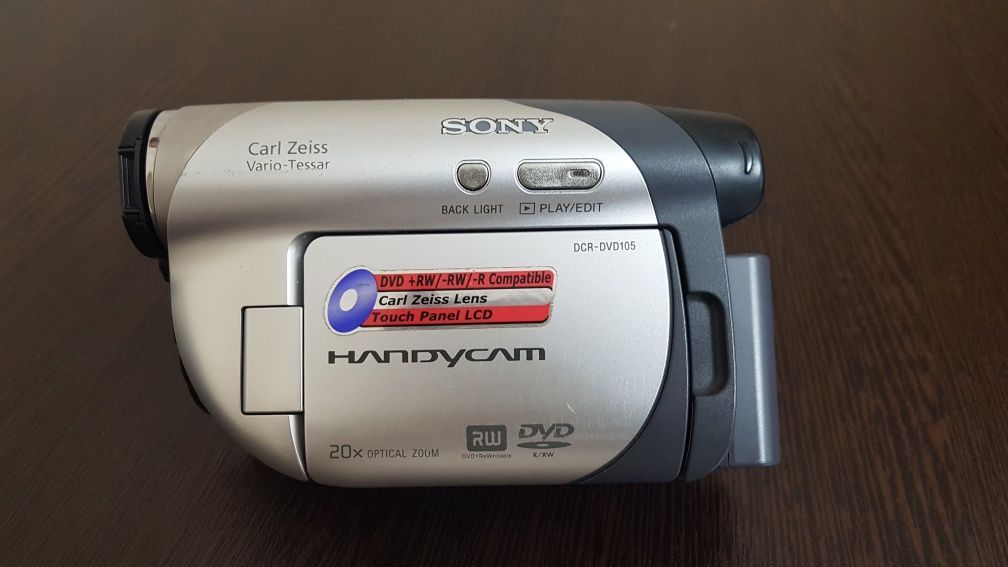 SONY
Carl Zeiss
Vario-Tessar
BACK LIGHT
PLAY/EDIT
DCR-DVD105
DVD +RW/-RW/-R Compatible
Carl Zeiss Lens
Touch Panel LCD
HANDYCAM
20x OPTICAL ZOOM
RW
DVD+ReWritable
DVD
R/RW